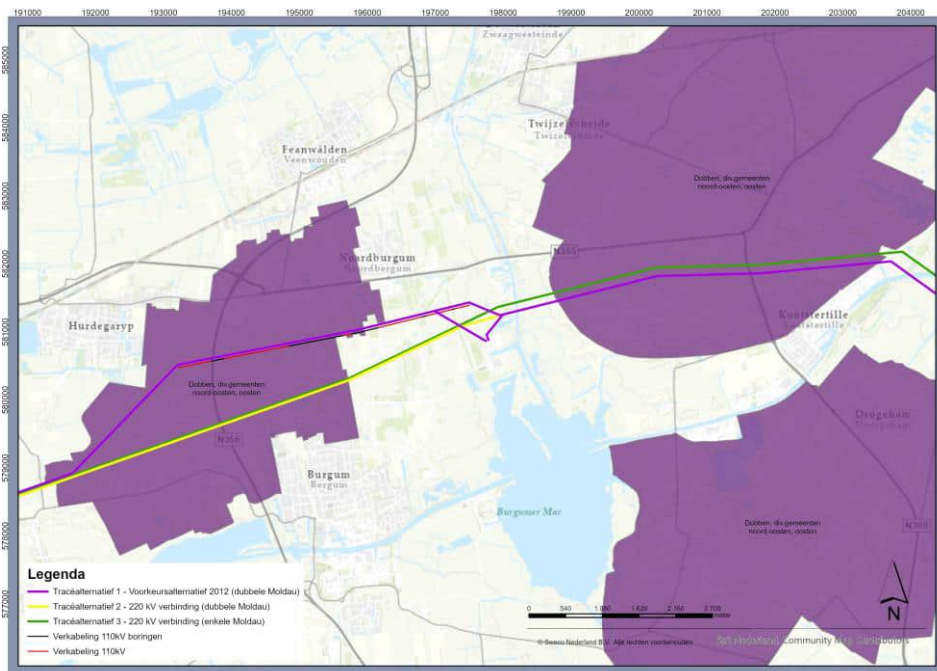 191000 192000 193000 194000 195000 196000 197000 198000 199000 200000 201000 202000 203000 204000
585000
584000
583000
582000
581000
580000
579000
578000
577000
Zwaagwesteinde
Twijzelerheide
Twizelerheide
Feanwâlden
Veenwouden
Dobben, div.gemeenten
noord-oosten, oosten
Noardburgum
Noordbergum
N355
Hurdegaryp
Kootstertille
Koatstertille
Dobben, div.gemeenten
noord-oosten, oosten
N356
Drogeham
Burgum
Bergum
Burgumer Mar
Dobben, div.gemeenten
noord-oosten, oosten
N369
Legenda
Tracéalternatief 1 - Voorkeursalternatief 2012 (dubbele Moldau)
Tracéalternatief 2 - 220 kV verbinding (dubbele Moldau)
Tracéalternatief 3 - 220 kV verbinding (enkele Moldau)
Verkabeling 110kV boringen
Verkabeling 110kV
0 540 1.080 1.620 2.160 2.700
N
© Sweco Nederland B.V. Alle rechten voorbehouden.
Esri Nederland, Community Map Contributors